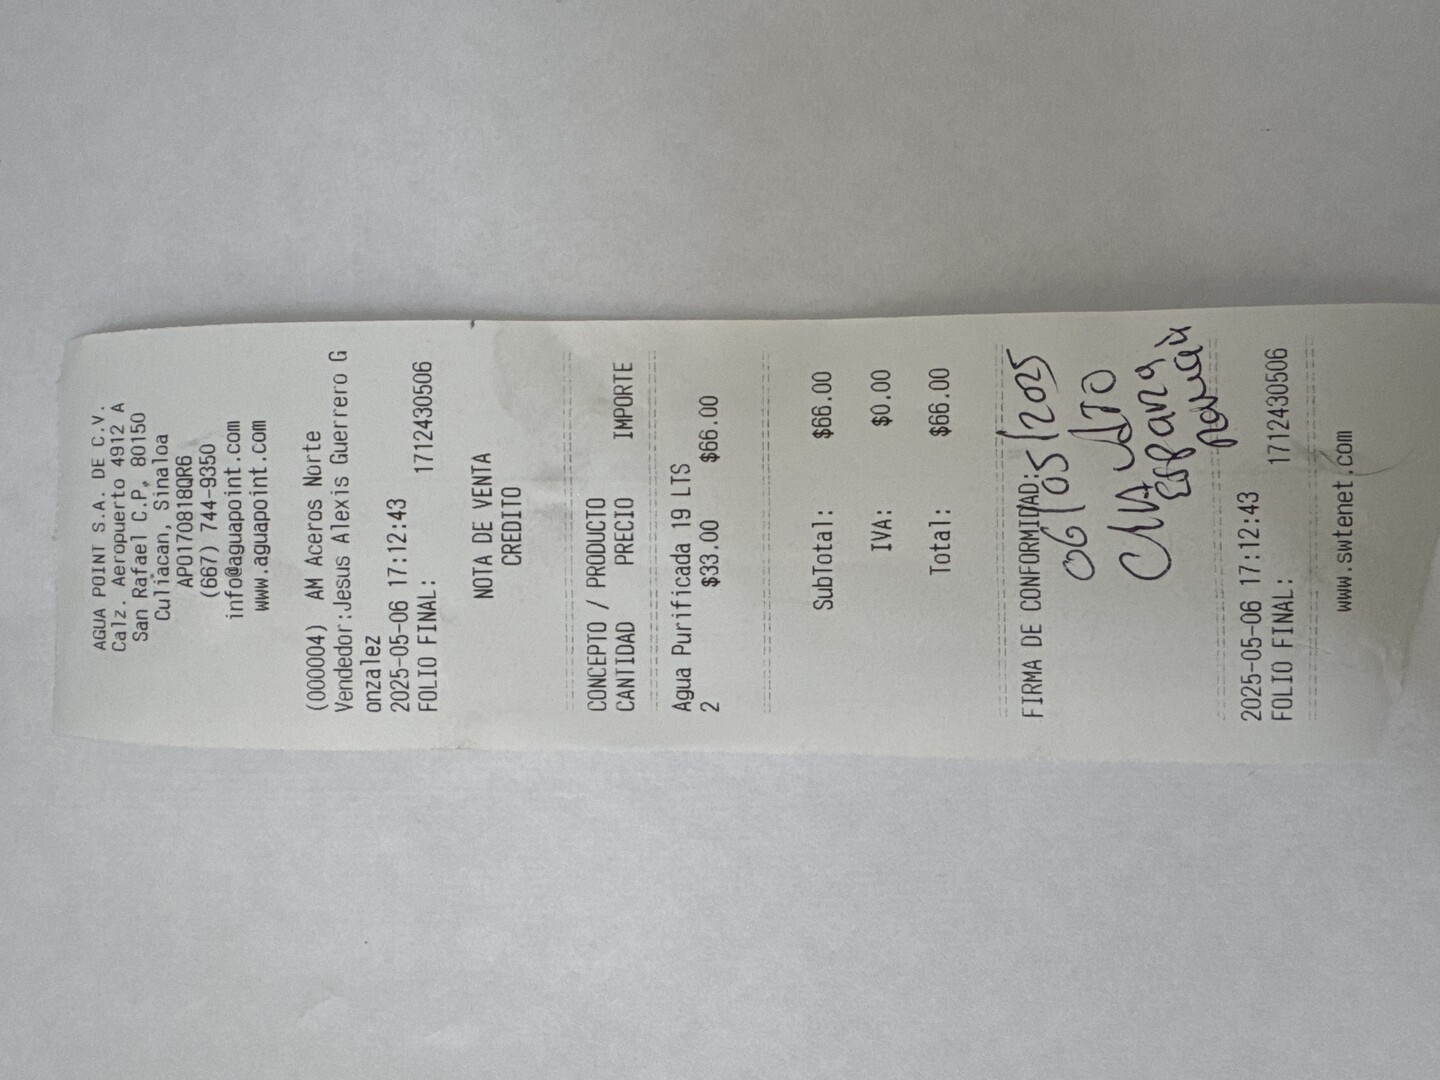 AGUA POINT S.A. DE C.V.
Calz. Aeropuerto 4912 A
San Rafael C.P. 80150
Culiacan, Sinaloa
APO170818QR6
(667) 744-9350
info@aguapoint.com
www.aguapoint.com
(000004) AM Aceros Norte
Vendedor:Jesus Alexis Guerrero G
onzalez
2025-05-06 17:12:43
FOLIO FINAL: 1712430506
NOTA DE VENTA
CREDITO
CONCEPTO / PRODUCTO
CANTIDAD PRECIO IMPORTE
Agua Purificada 19 LTS
2 $33.00 $66.00
SubTotal: $66.00
IVA: $0.00
Total: $66.00
FIRMA DE CONFORMIDAD:
06/05/2025
España
2025-05-06 17:12:43
FOLIO FINAL: 1712430506
www.swtenet.com